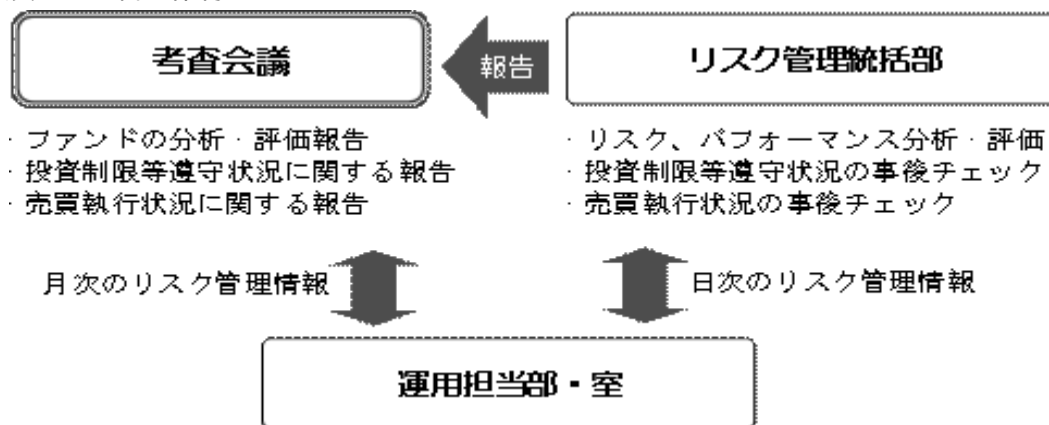 考査会議
報告
リスク管理統括部
· ファンドの分析 · 評価報告
· 投資制限等遵守状況に関する報告
· 売買執行状況に関する報告
· リスク、パフォーマンス分析 · 評価
· 投資制限等遵守状況の事後チェック
· 売買執行状況の事後チェック
月次のリスク管理情報
日次のリスク管理情報
運用担当部・室